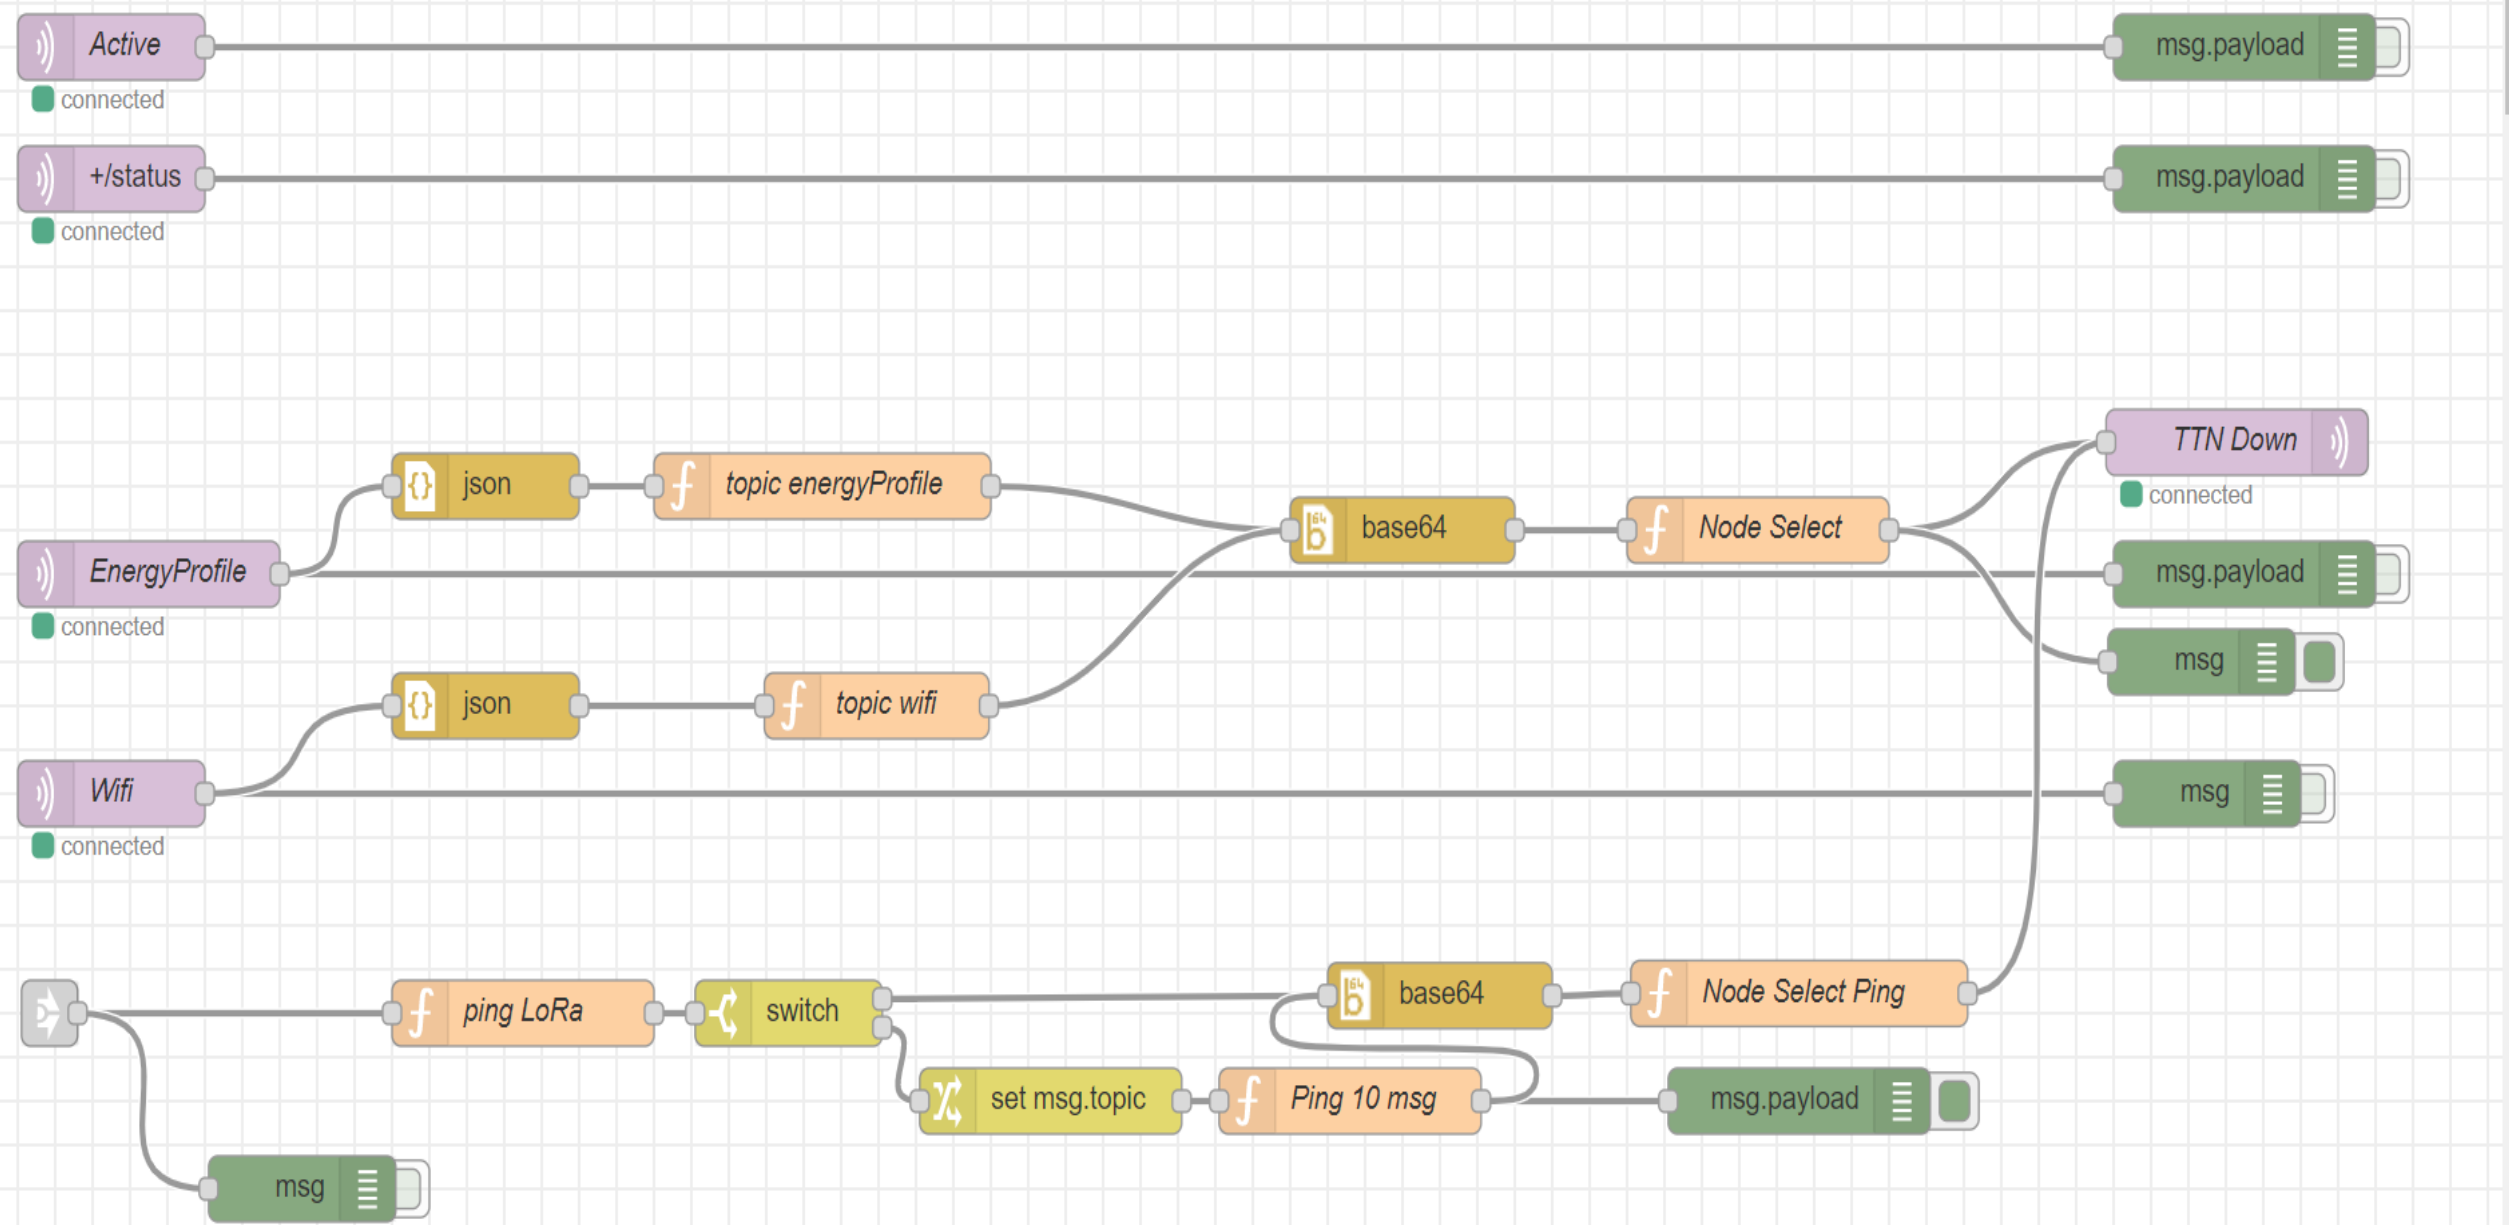 Active
msg.payload
connected
+/status
msg.payload
connected
TTN Down
connected
json
topic energyProfile
base64
Node Select
EnergyProfile
connected
msg.payload
msg
json
topic wifi
Wifi
connected
msg
ping LoRa
switch
base64
Node Select Ping
set msg.topic
Ping 10 msg
msg.payload
msg